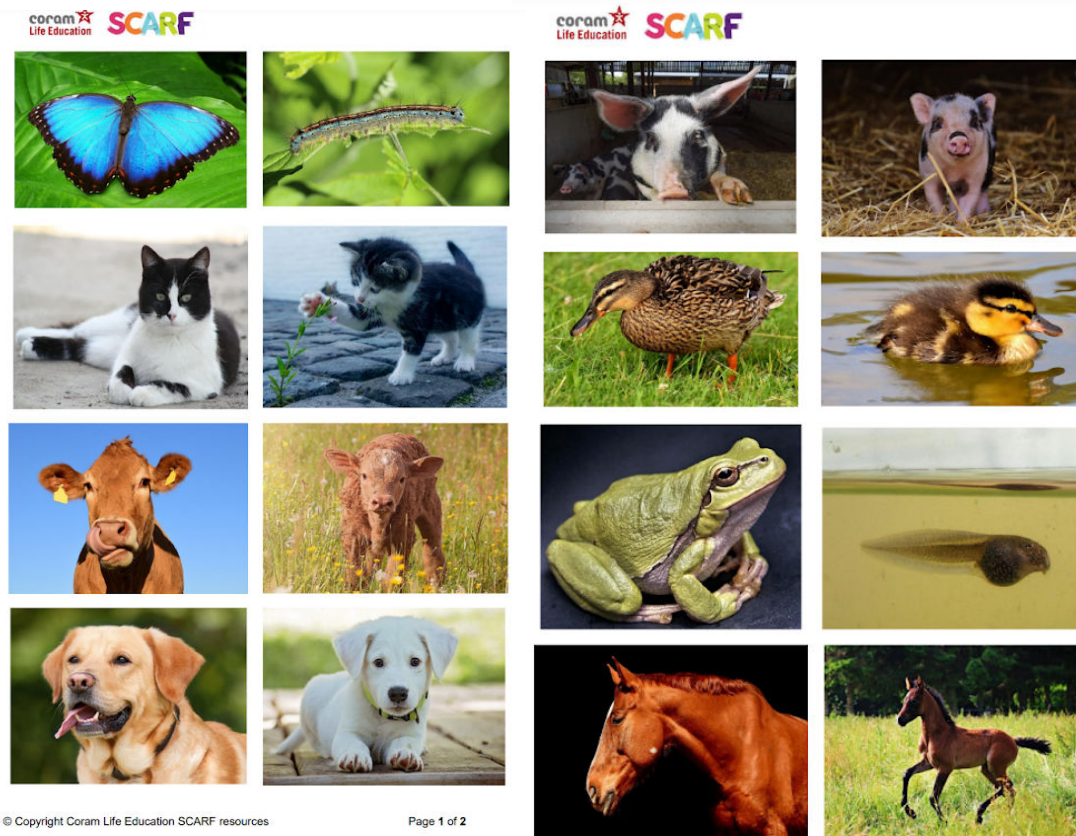 coram
Life Education
SCARF
coram
Life Education
SCARF
© Copyright Coram Life Education SCARF resources
Page 1 of 2